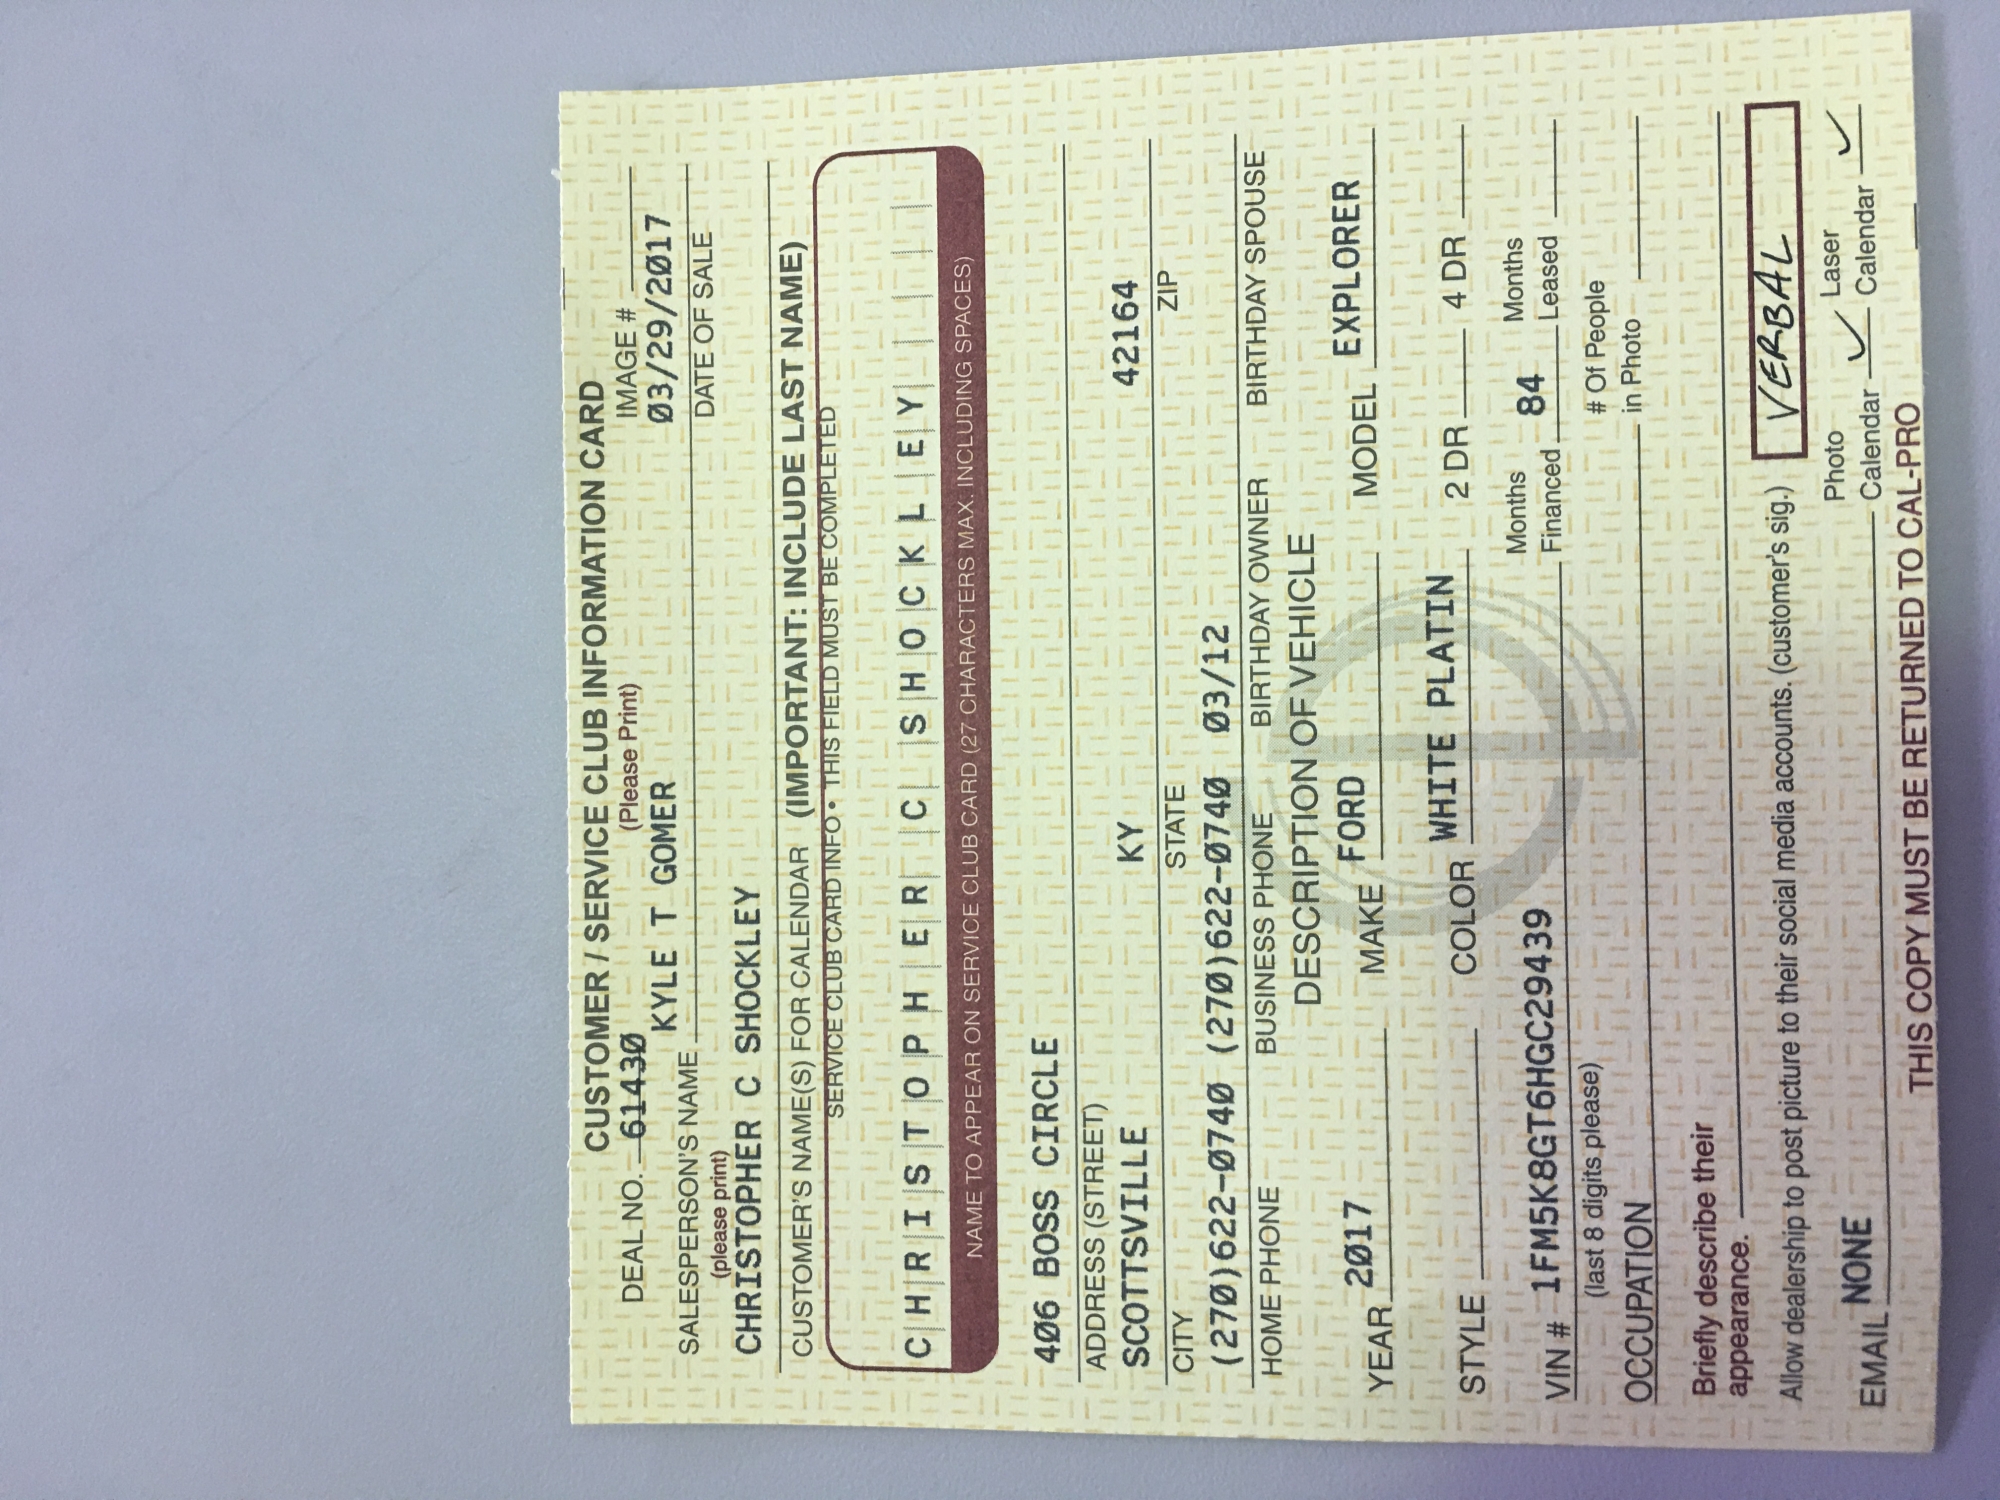 CUSTOMER / SERVICE CLUB INFORMATION CARD
(Please Print)
DEAL NO. 61430 IMAGE #
KYLE T GOMER 03/29/2017
SALESPERSON'S NAME DATE OF SALE
(please print)
CHRISTOPHER C SHOCKLEY
CUSTOMER'S NAME(S) FOR CALENDAR (IMPORTANT: INCLUDE LAST NAME)
SERVICE CLUB CARD INFO • THIS FIELD MUST BE COMPLETED
CHRISTOPHER C SHOCKLEY
NAME TO APPEAR ON SERVICE CLUB CARD (27 CHARACTERS MAX. INCLUDING SPACES)
406 BOSS CIRCLE
ADDRESS (STREET)
SCOTTSVILLE KY 42164
CITY STATE ZIP
(270)622-0740 (270)622-0740 03/12
HOME PHONE BUSINESS PHONE BIRTHDAY OWNER BIRTHDAY SPOUSE
DESCRIPTION OF VEHICLE
YEAR 2017 MAKE FORD MODEL EXPLORER
STYLE COLOR WHITE PLATIN 2 DR 4 DR
VIN # 1FM5K8GT6HGC29439 Months Financed 84 Months Leased
(last 8 digits please)
OCCUPATION # Of People in Photo
Briefly describe their
appearance.
Allow dealership to post picture to their social media accounts. (customer's sig.) VERBAL
EMAIL NONE Photo Calendar ✓ Laser Calendar ✓
THIS COPY MUST BE RETURNED TO CAL-PRO